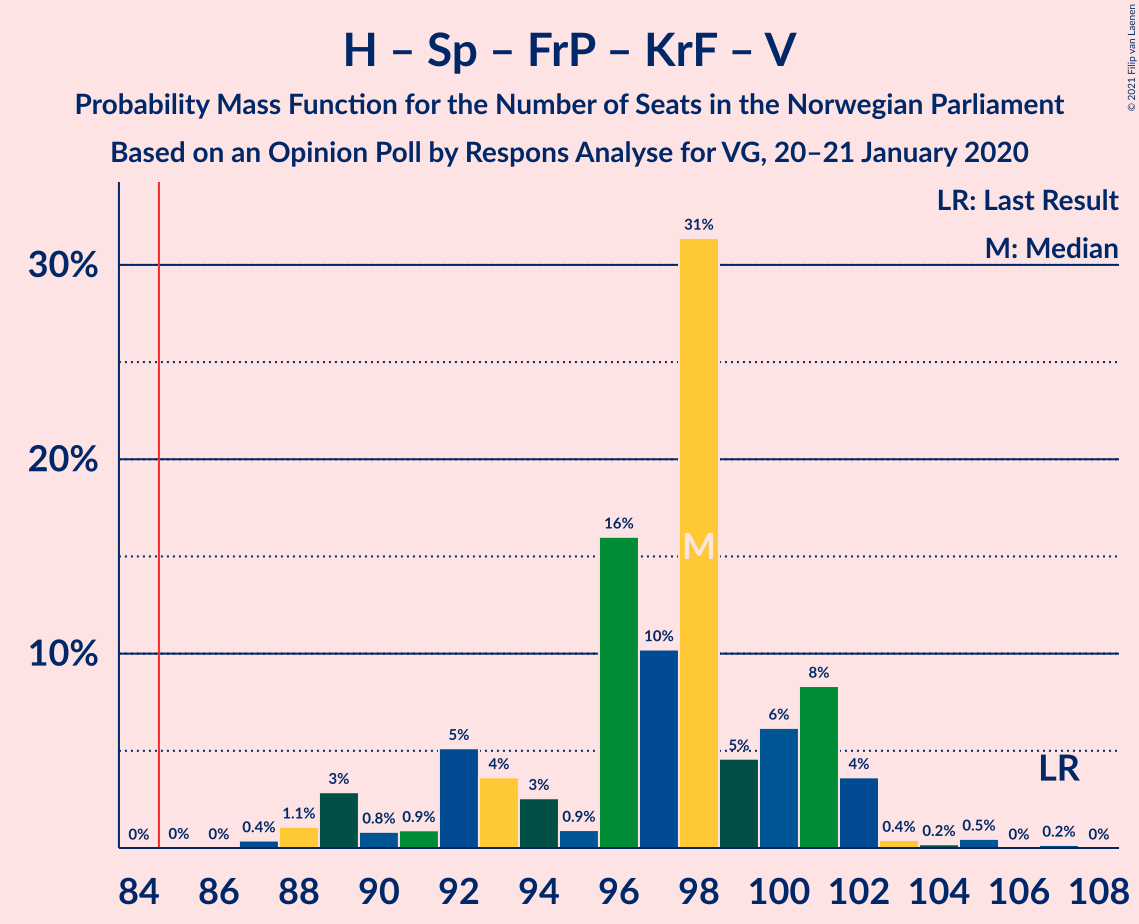 H – Sp – FrP – KrF – V
Probability Mass Function for the Number of Seats in the Norwegian Parliament
Based on an Opinion Poll by Respons Analyse for VG, 20–21 January 2020
© 2021 Filip van Laenen
LR: Last Result
M: Median
30%
20%
10%
0% 0% 0% 0.4% 1.1% 3% 0.8% 0.9% 5% 4% 3% 0.9% 16% 10% 31% 5% 6% 8% 4% 0.4% 0.2% 0.5% 0% 0.2% 0%
M
LR
84 86 88 90 92 94 96 98 100 102 104 106 108